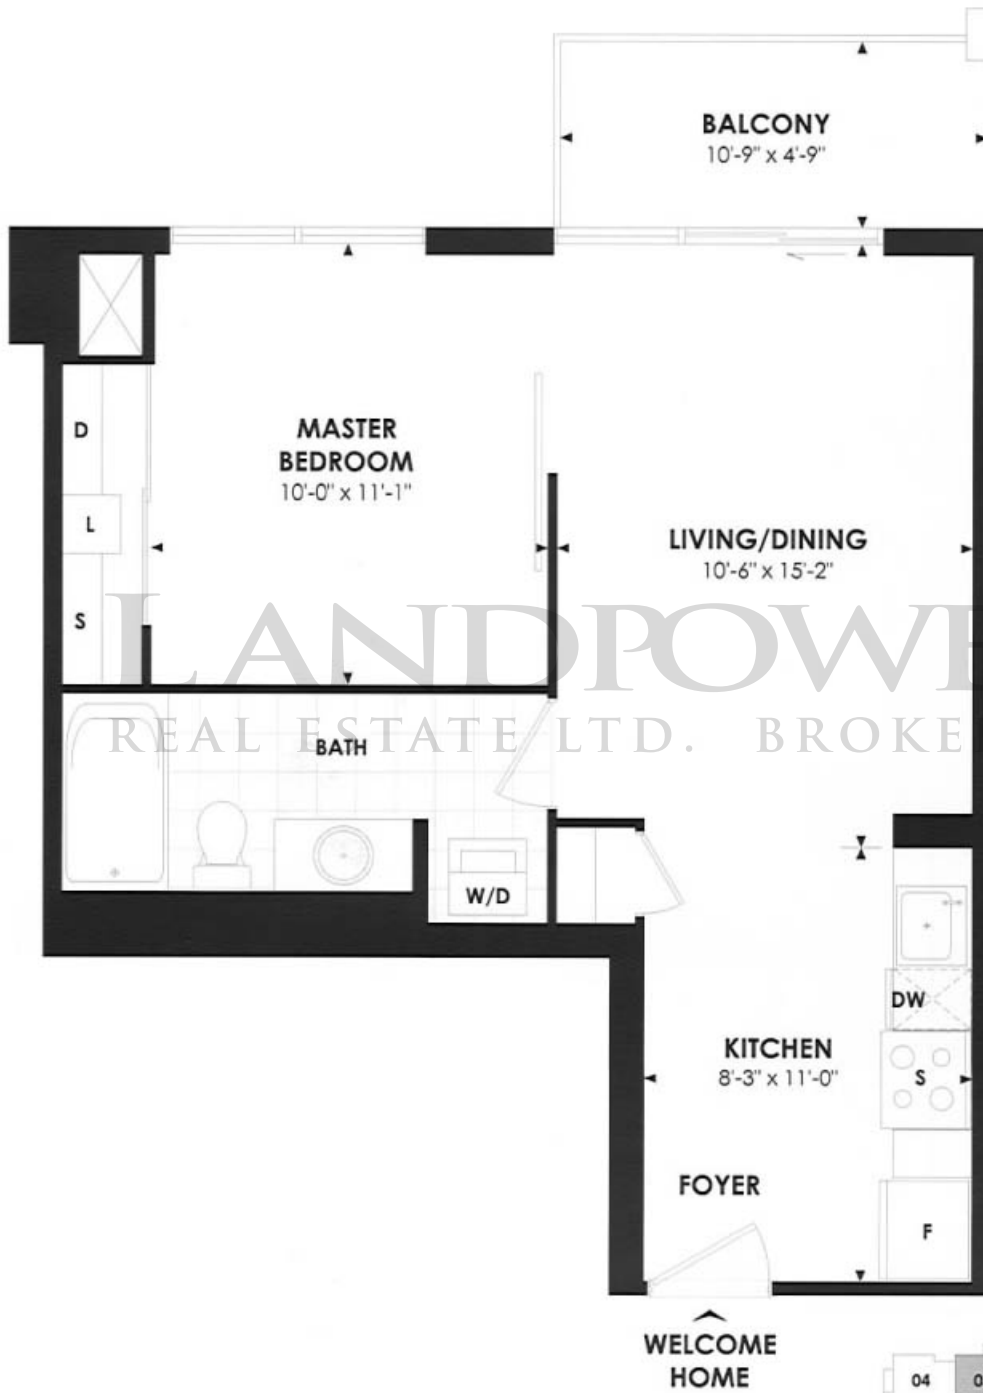 BALCONY
10'-9" x 4'-9"
MASTER
BEDROOM
10'-0" x 11'-1"
D
L
S
LIVING/DINING
10'-6" x 15'-2"
LANDPOWE
REAL ESTATE LTD. BROKE
BATH
W/D
DW
KITCHEN
8'-3" x 11'-0"
S
FOYER
F
WELCOME
HOME
04
0